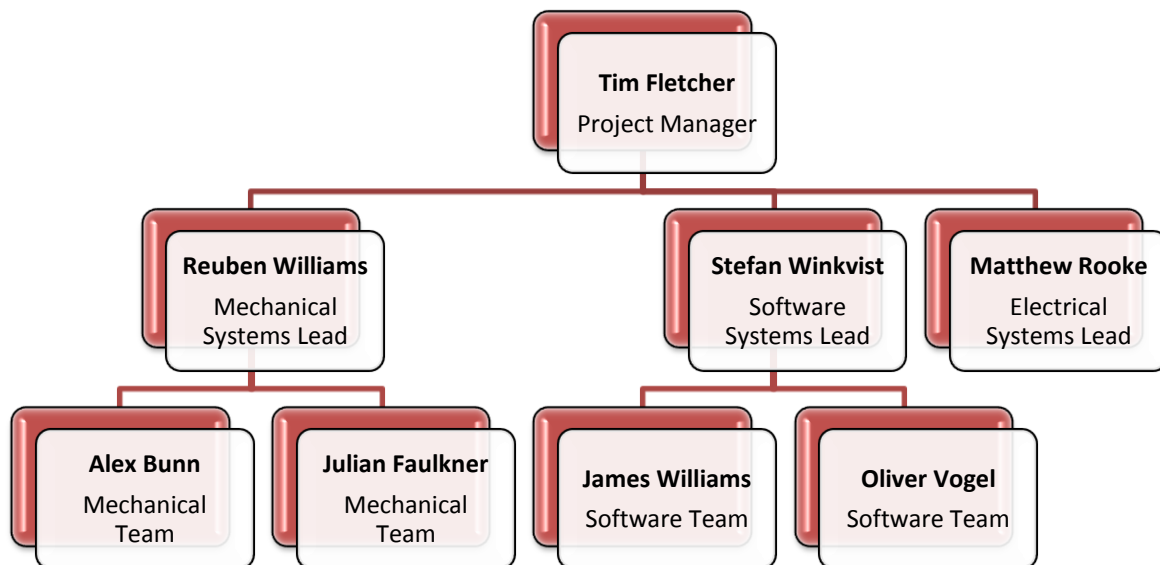 Tim Fletcher
Project Manager
Reuben Williams
Mechanical
Systems Lead
Stefan Winkvist
Software
Systems Lead
Matthew Rooke
Electrical
Systems Lead
Alex Bunn
Mechanical
Team
Julian Faulkner
Mechanical
Team
James Williams
Software Team
Oliver Vogel
Software Team